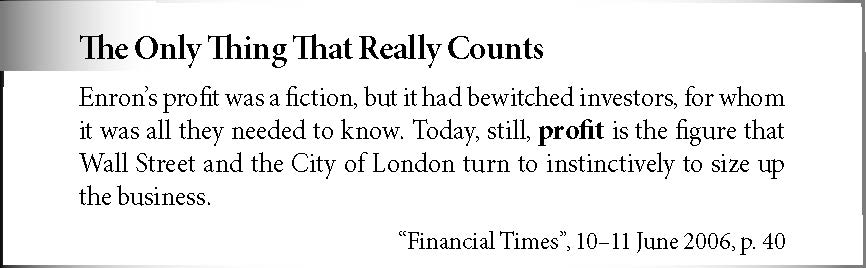 The Only Thing That Really Counts
Enron’s profit was a fiction, but it had bewitched investors, for whom
it was all they needed to know. Today, still, profit is the figure that
Wall Street and the City of London turn to instinctively to size up
the business.
“Financial Times”, 10–11 June 2006, p. 40